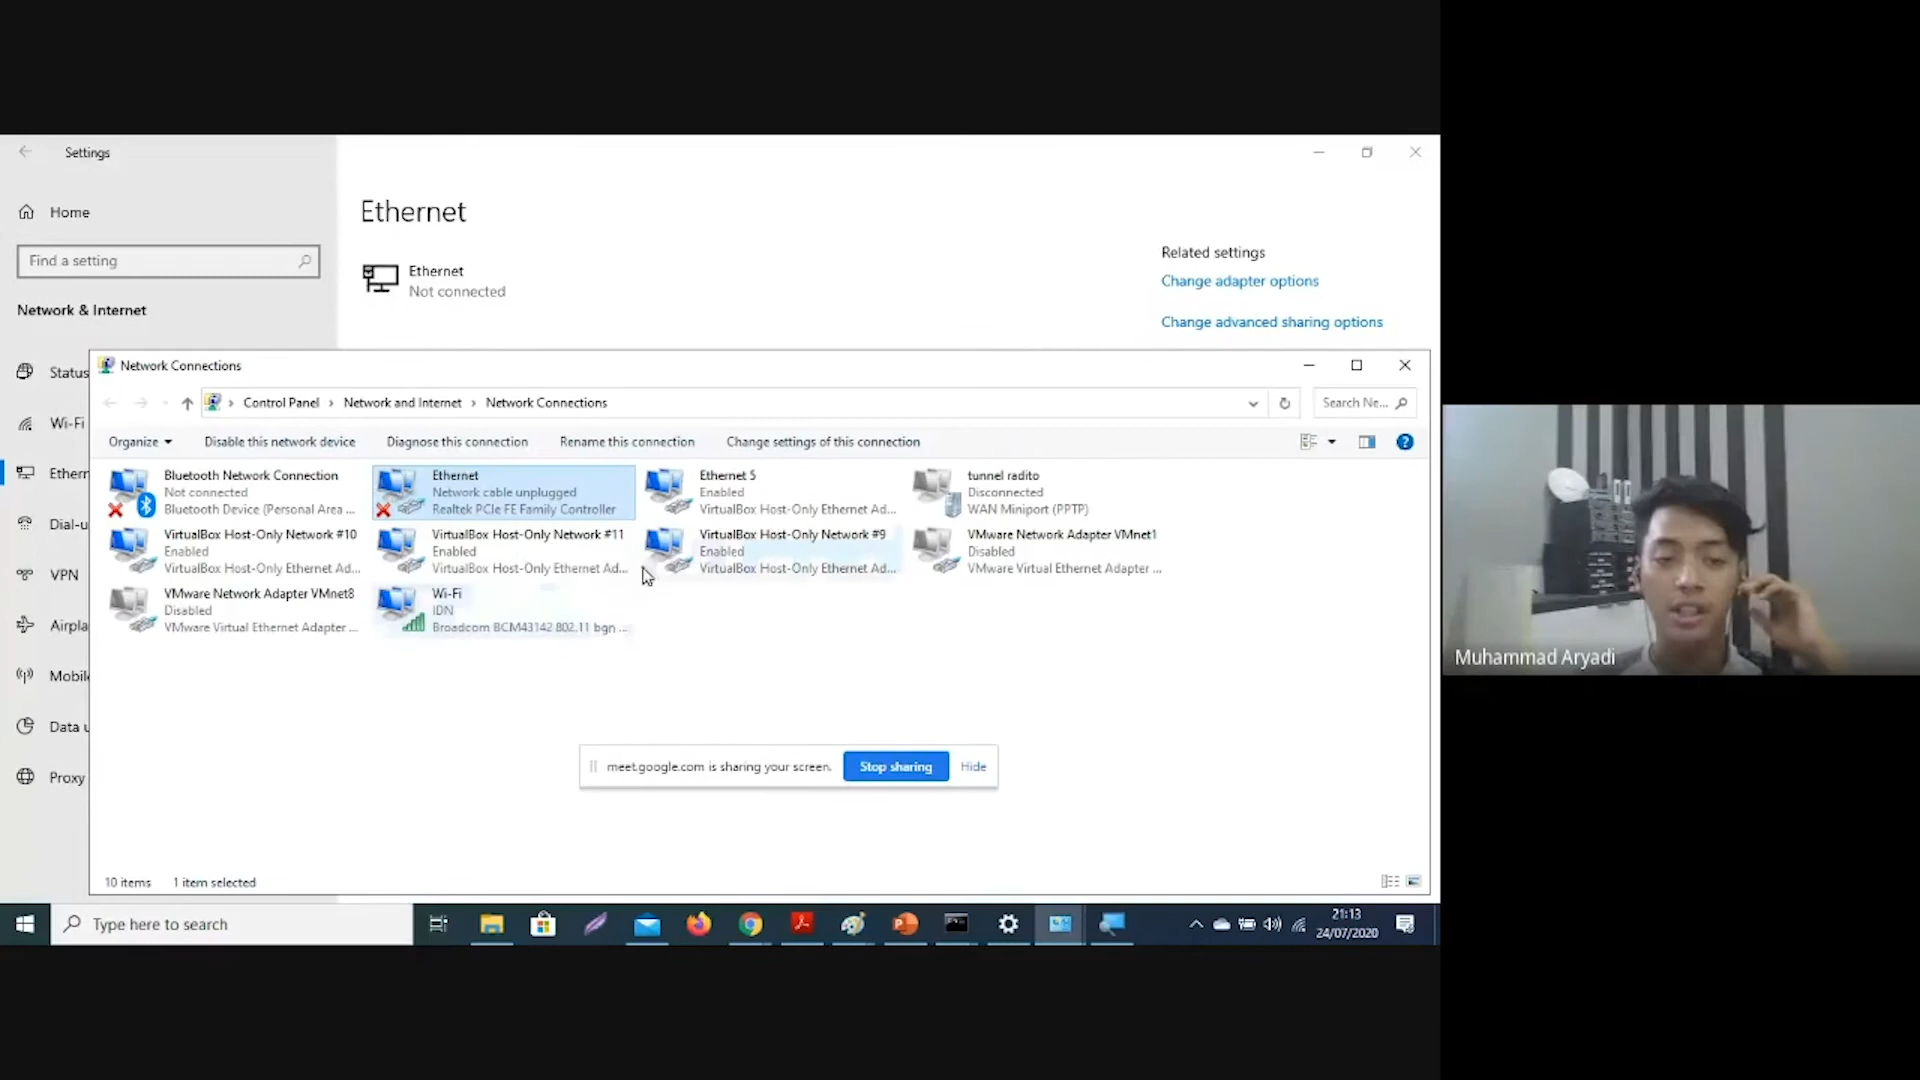 Settings
Home
Find a setting
Network & Internet
Status
Wi-Fi
Ethern
Dial-u
VPN
Airpla
Mobil
Data u
Proxy
Ethernet
Ethernet
Not connected
Related settings
Change adapter options
Change advanced sharing options
Network Connections
Control Panel > Network and Internet > Network Connections
Search Ne...
Organize
Disable this network device
Diagnose this connection
Rename this connection
Change settings of this connection
Bluetooth Network Connection
Not connected
Bluetooth Device (Personal Area ...
Ethernet
Network cable unplugged
Realtek PCIe FE Family Controller
Ethernet 5
Enabled
VirtualBox Host-Only Ethernet Ad...
tunnel radito
Disconnected
WAN Miniport (PPTP)
VirtualBox Host-Only Network #10
Enabled
VirtualBox Host-Only Ethernet Ad...
VirtualBox Host-Only Network #11
Enabled
VirtualBox Host-Only Ethernet Ad...
VirtualBox Host-Only Network #9
Enabled
VirtualBox Host-Only Ethernet Ad...
VMware Network Adapter VMnet1
Disabled
VMware Virtual Ethernet Adapter ...
VMware Network Adapter VMnet8
Disabled
VMware Virtual Ethernet Adapter ...
Wi-Fi
IDN
Broadcom BCM43142 802.11 bgn ...
meet.google.com is sharing your screen.
Stop sharing
Hide
10 items
1 item selected
Type here to search
21:13
24/07/2020
Muhammad Aryadi